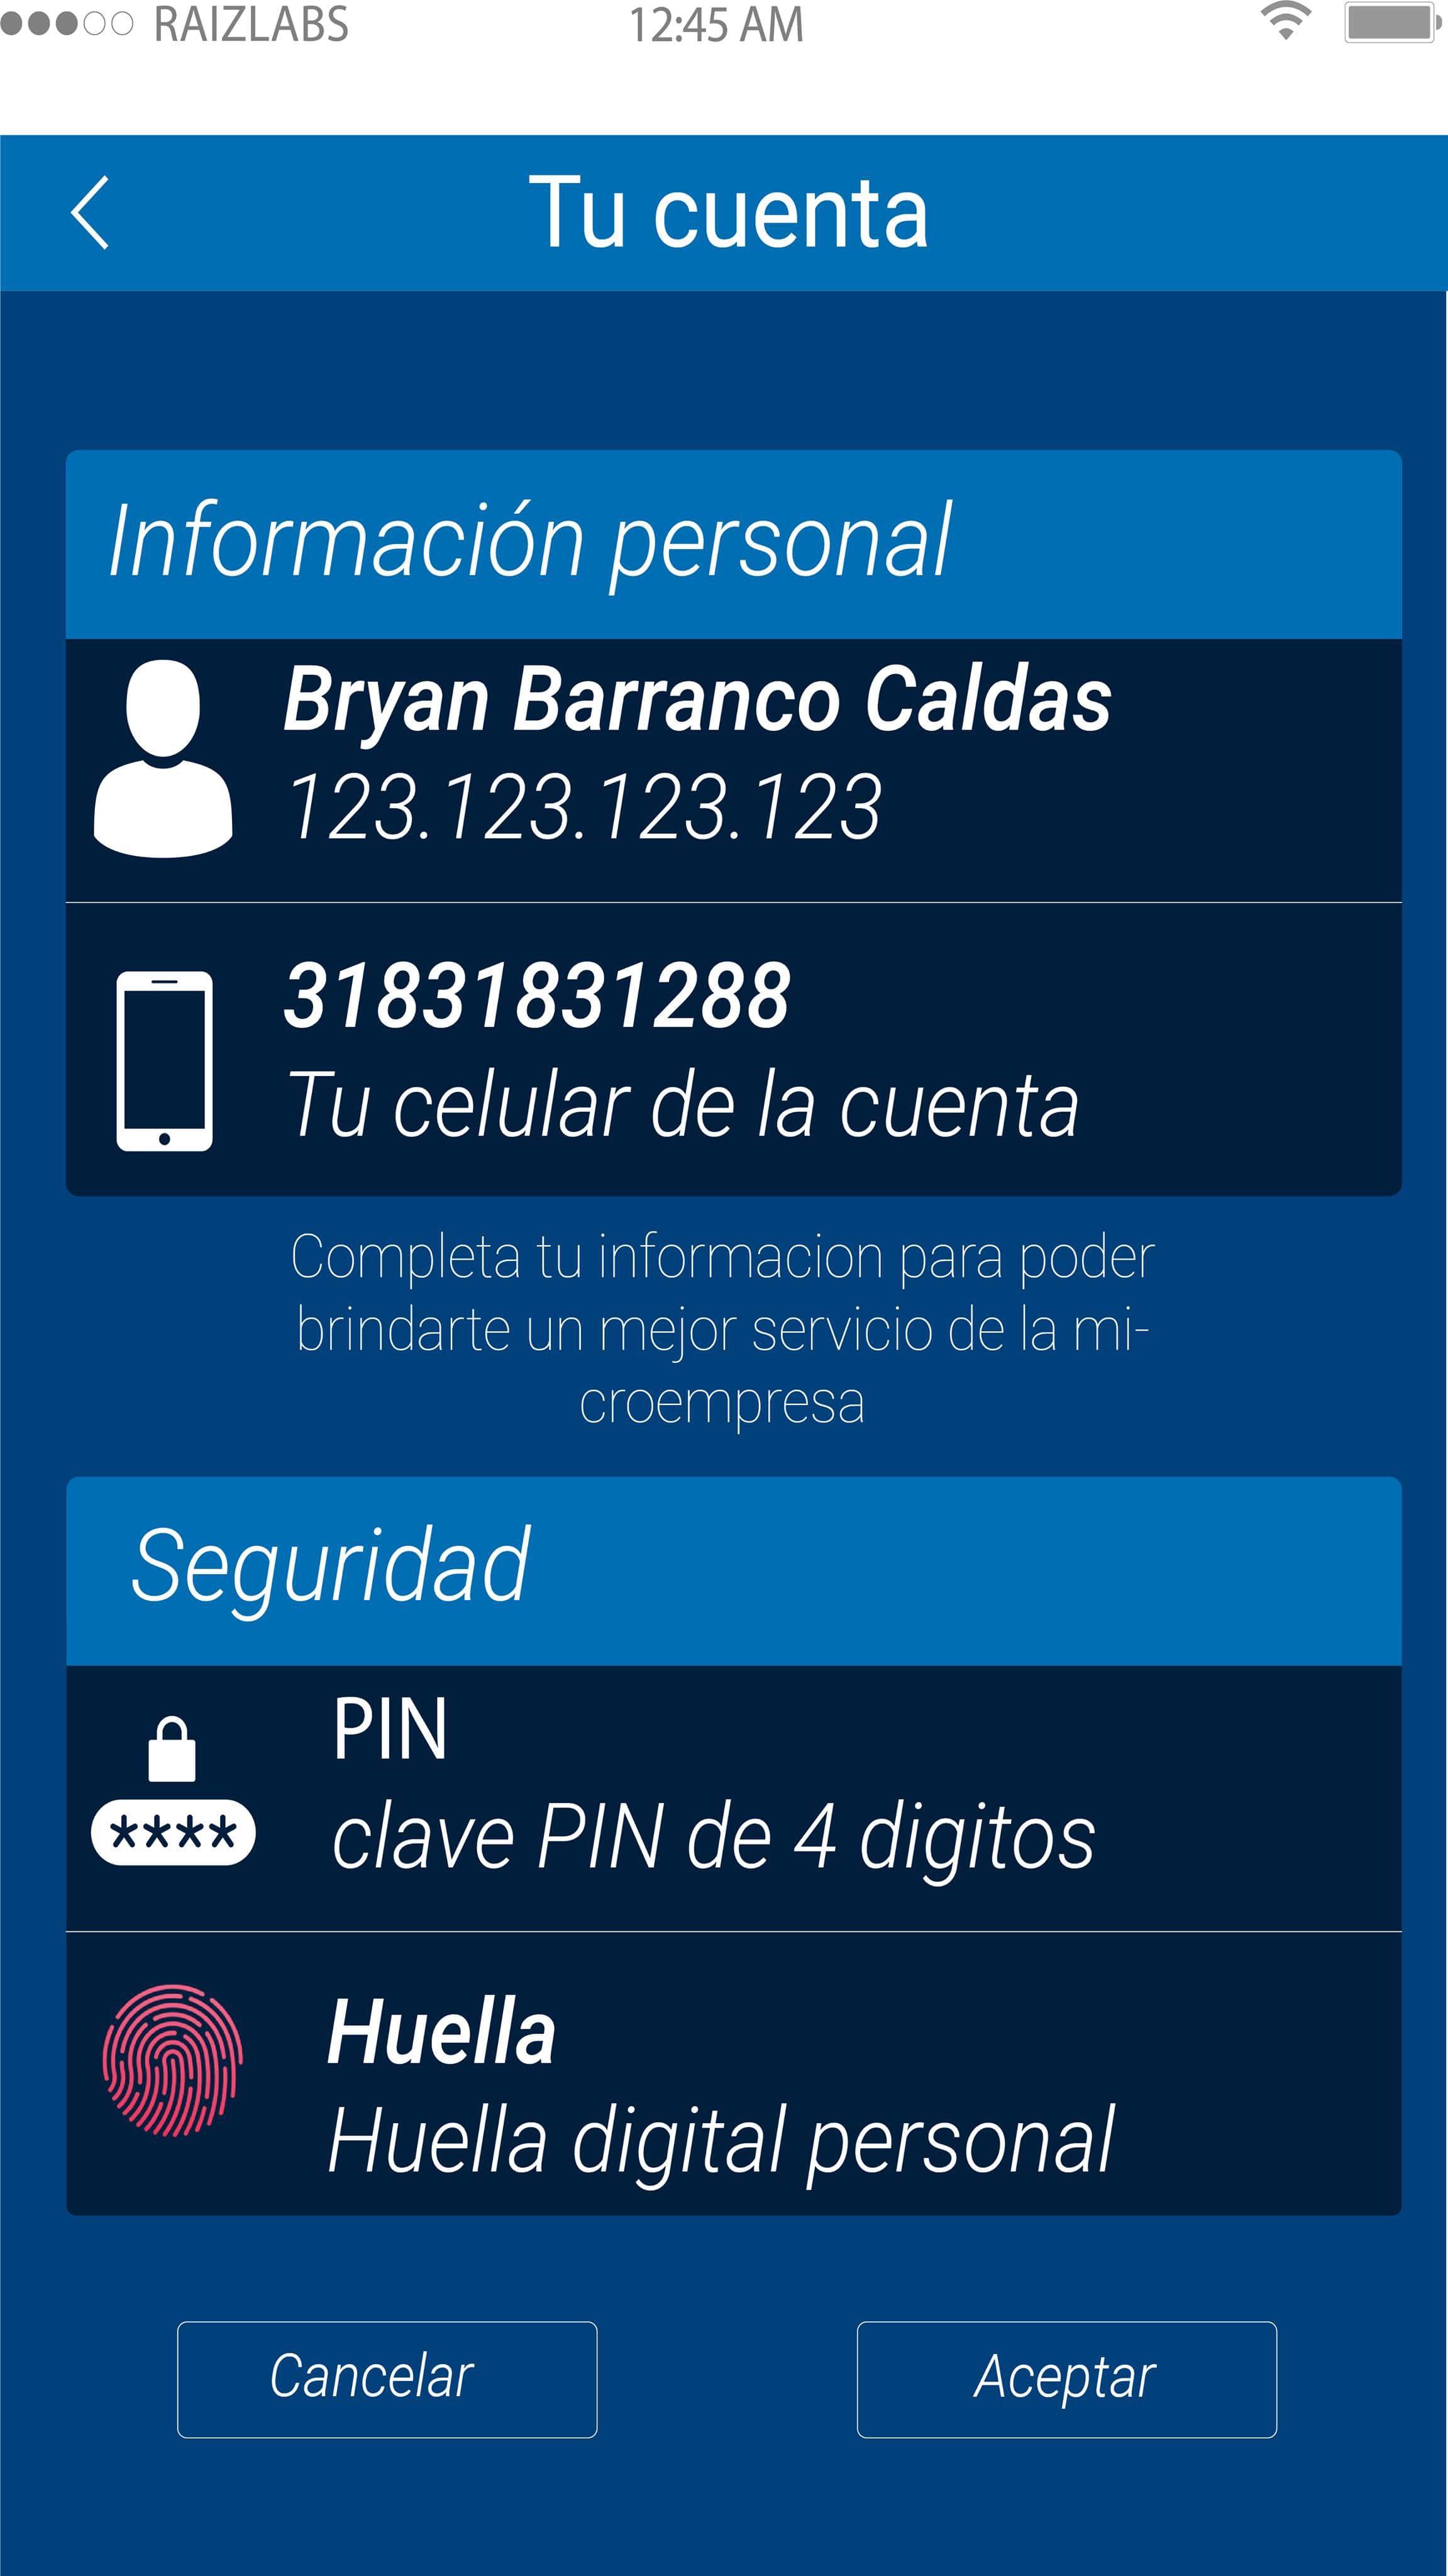 RAIZLABS 12:45 AM
Tu cuenta
Información personal
Bryan Barranco Caldas
123.123.123.123
31831831288
Tu celular de la cuenta
Completa tu informacion para poder
brindarte un mejor servicio de la mi-
croempresa
Seguridad
PIN
****
clave PIN de 4 digitos
Huella
Huella digital personal
Cancelar Aceptar